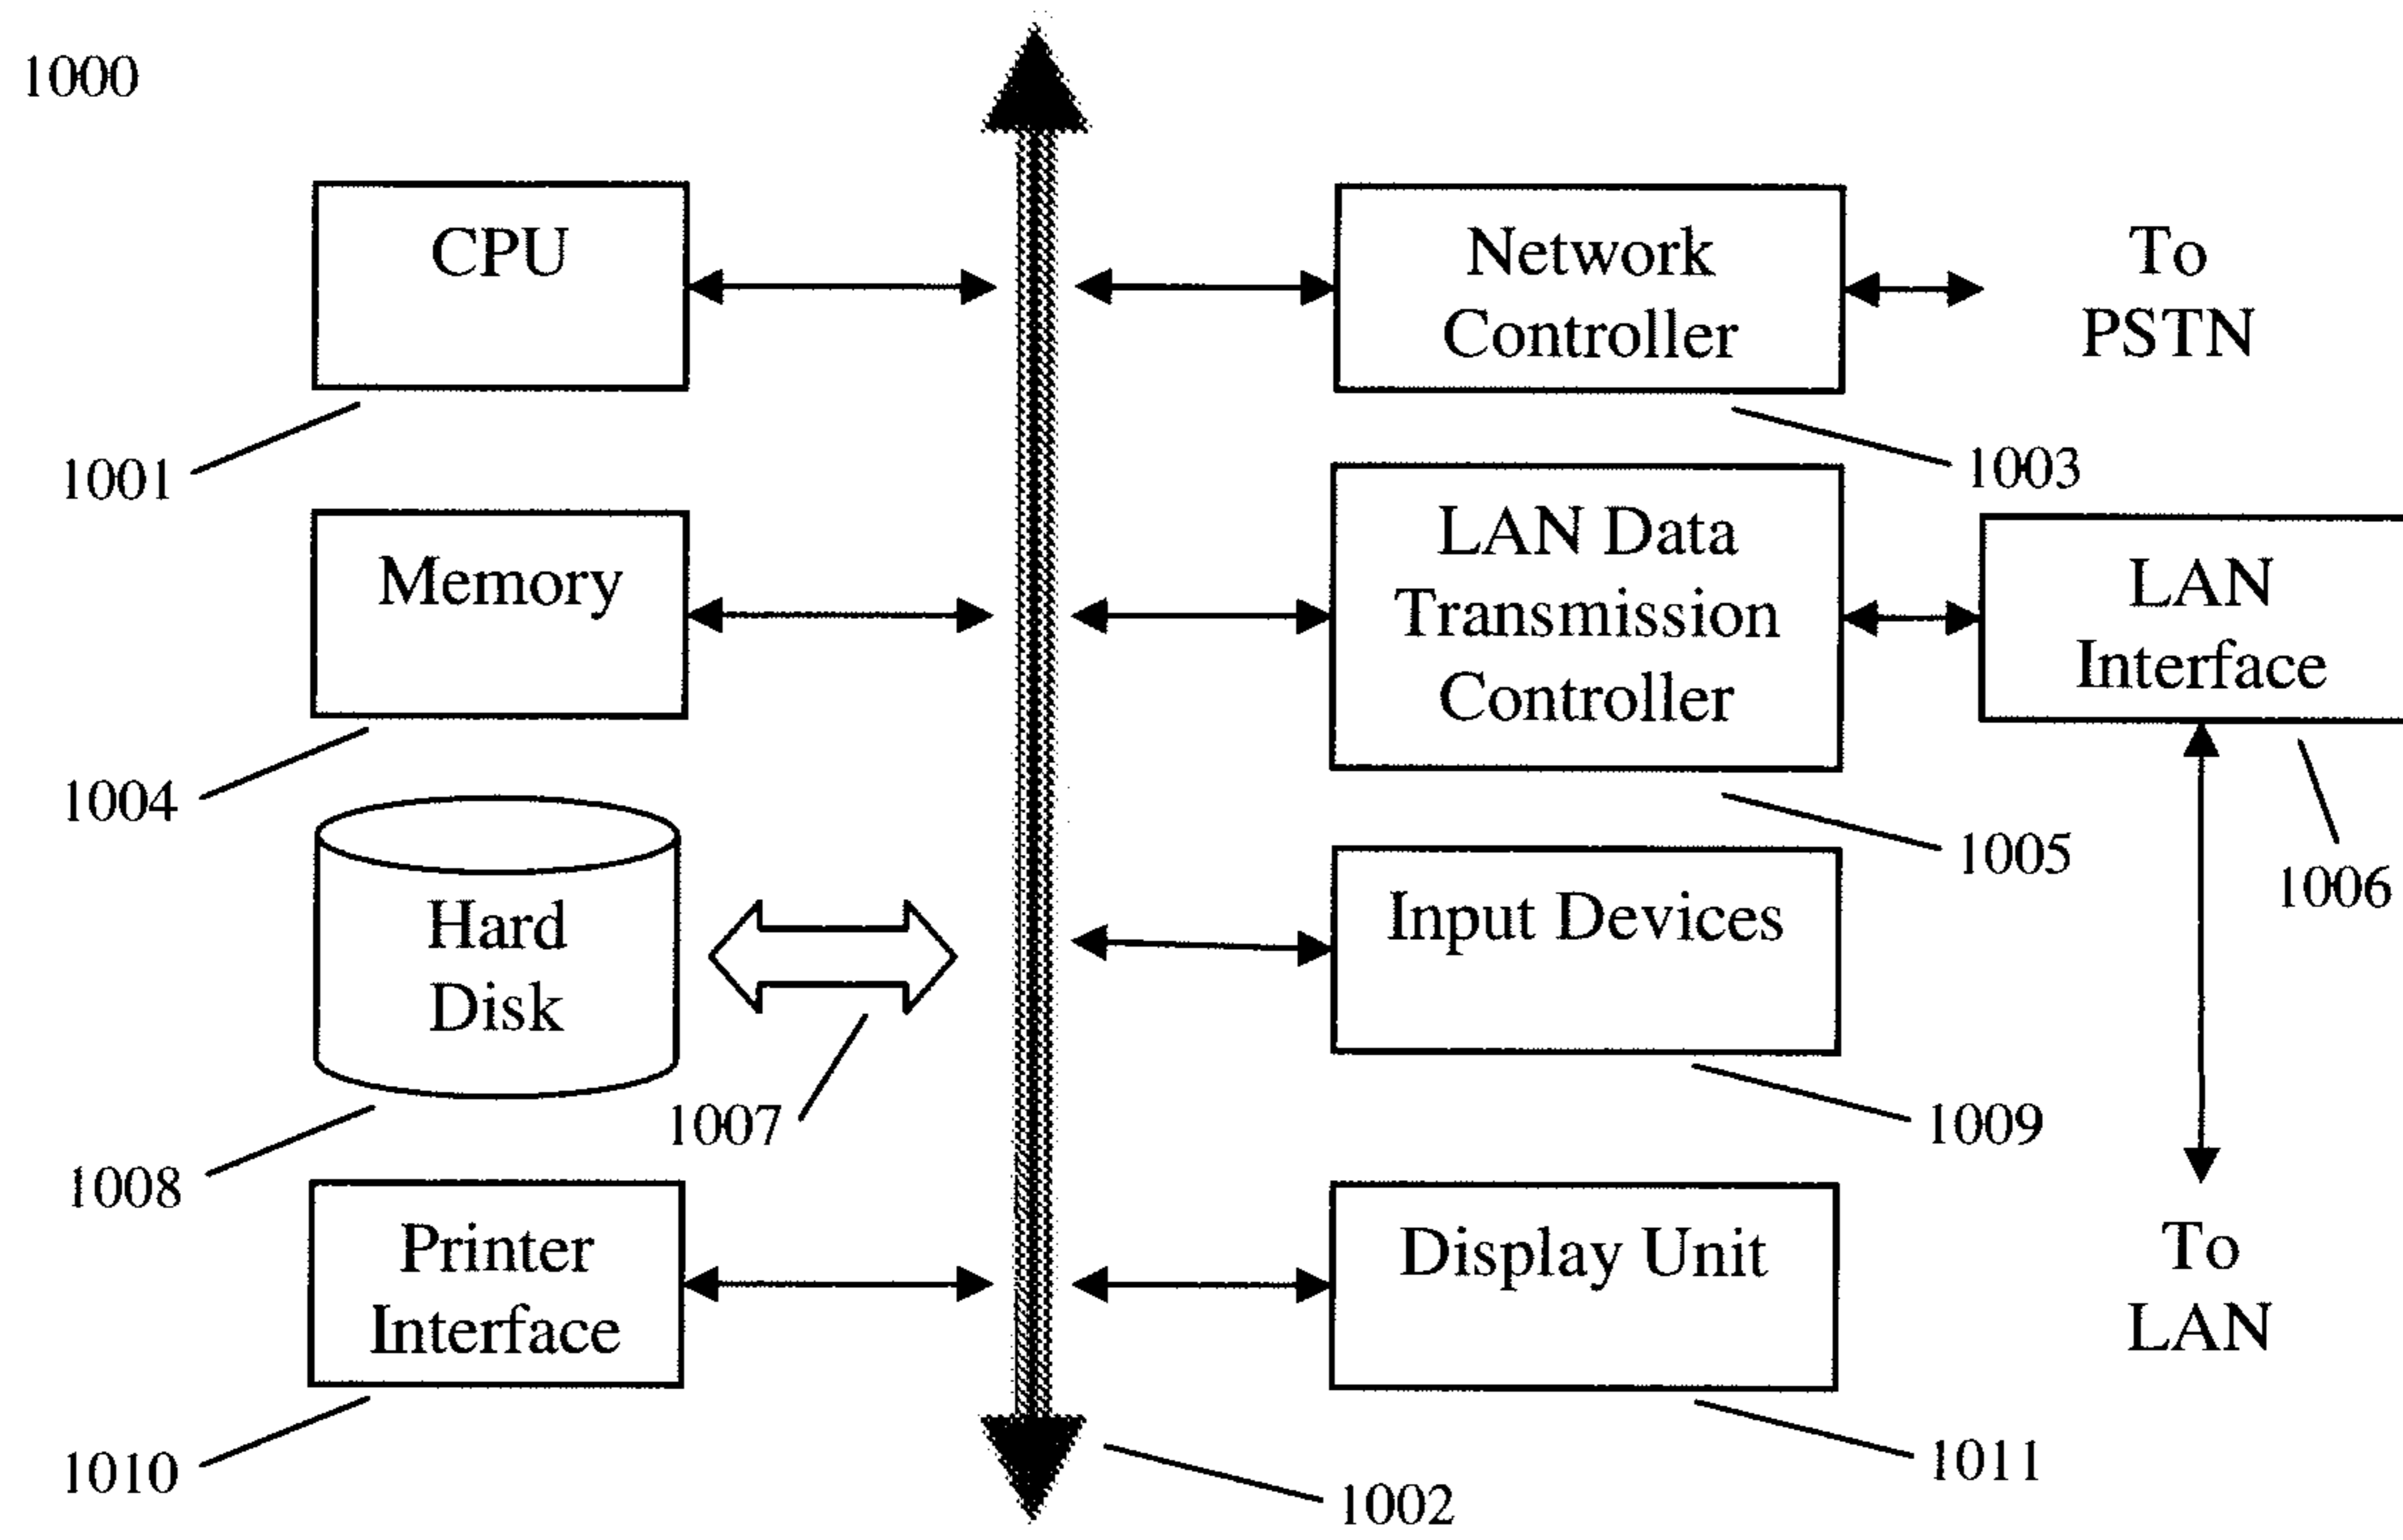 1000
CPU
1001
Network
Controller
To
PSTN
1003
Memory
1004
LAN Data
Transmission
Controller
1005
LAN
Interface
1006
Hard
Disk
1007
1008
Input Devices
1009
Printer
Interface
1010
Display Unit
1011
To
LAN
1002